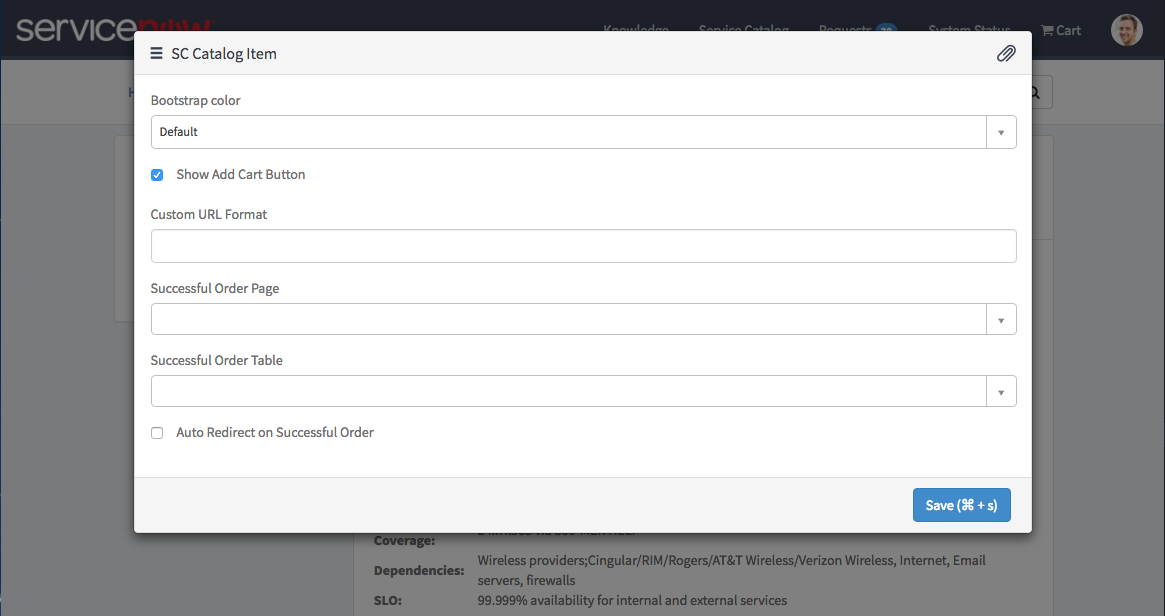 servicenow
Knowledge Service Catalog Requests System Status Cart
SC Catalog Item
Bootstrap color
Default
Show Add Cart Button
Custom URL Format
Successful Order Page
Successful Order Table
Auto Redirect on Successful Order
Save (⌘ + s)
Coverage:
Dependencies: Wireless providers;Cingular/RIM/Rogers/AT&T Wireless/Verizon Wireless, Internet, Email
servers, firewalls
SLO: 99.999% availability for internal and external services